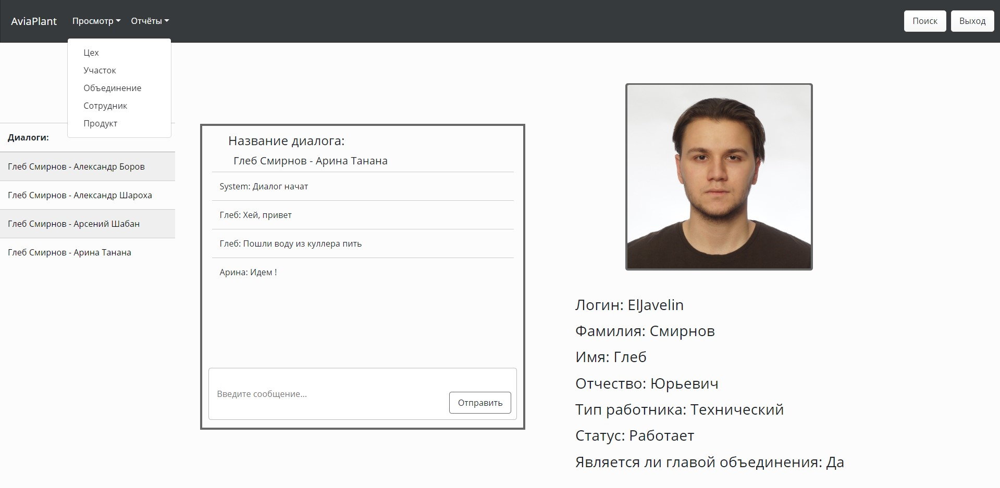 AviaPlant Просмотр Отчёты Поиск Выход
Цех
Участок
Объединение
Сотрудник
Продукт
Диалоги:
Глеб Смирнов - Александр Боров
Глеб Смирнов - Александр Шароха
Глеб Смирнов - Арсений Шабан
Глеб Смирнов - Арина Танана
Название диалога:
Глеб Смирнов - Арина Танана
System: Диалог начат
Глеб: Хей, привет
Глеб: Пошли воду из куллера пить
Арина: Идем !
Введите сообщение...
Отправить
Логин: ElJavelin
Фамилия: Смирнов
Имя: Глеб
Отчество: Юрьевич
Тип работника: Технический
Статус: Работает
Является ли главой объединения: Да